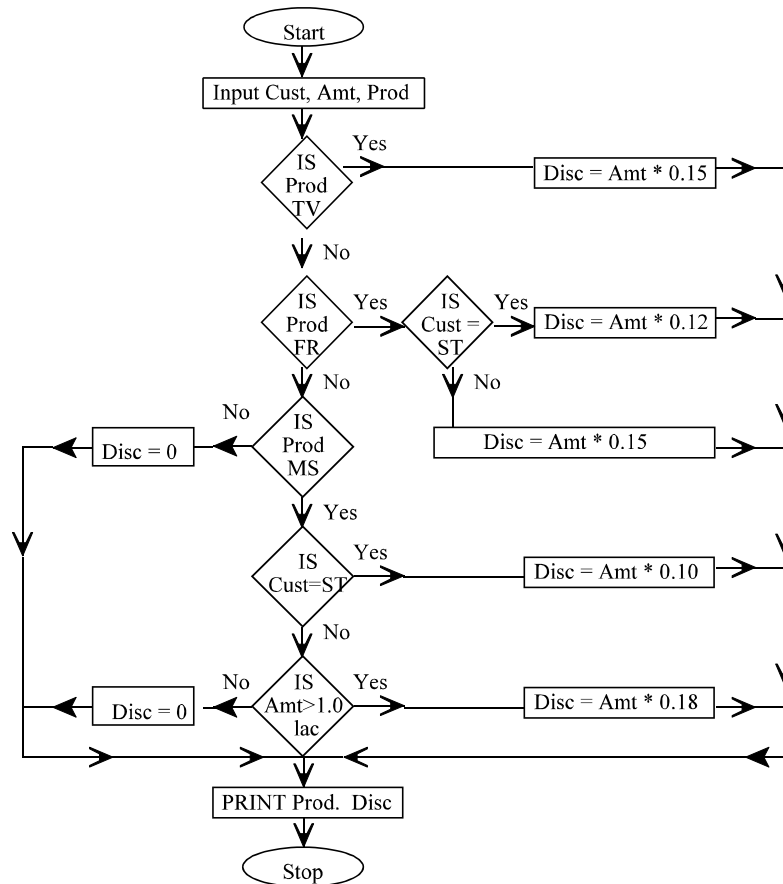 Start
Input Cust, Amt, Prod
IS
Prod
TV
Yes
Disc = Amt * 0.15
No
IS
Prod
FR
Yes
IS
Cust =
ST
Yes
Disc = Amt * 0.12
No
No
Disc = Amt * 0.15
IS
Prod
MS
No
Disc = 0
Yes
IS
Cust=ST
Yes
Disc = Amt * 0.10
No
IS
Amt>1.0
lac
No
Disc = 0
Yes
Disc = Amt * 0.18
PRINT Prod. Disc
Stop